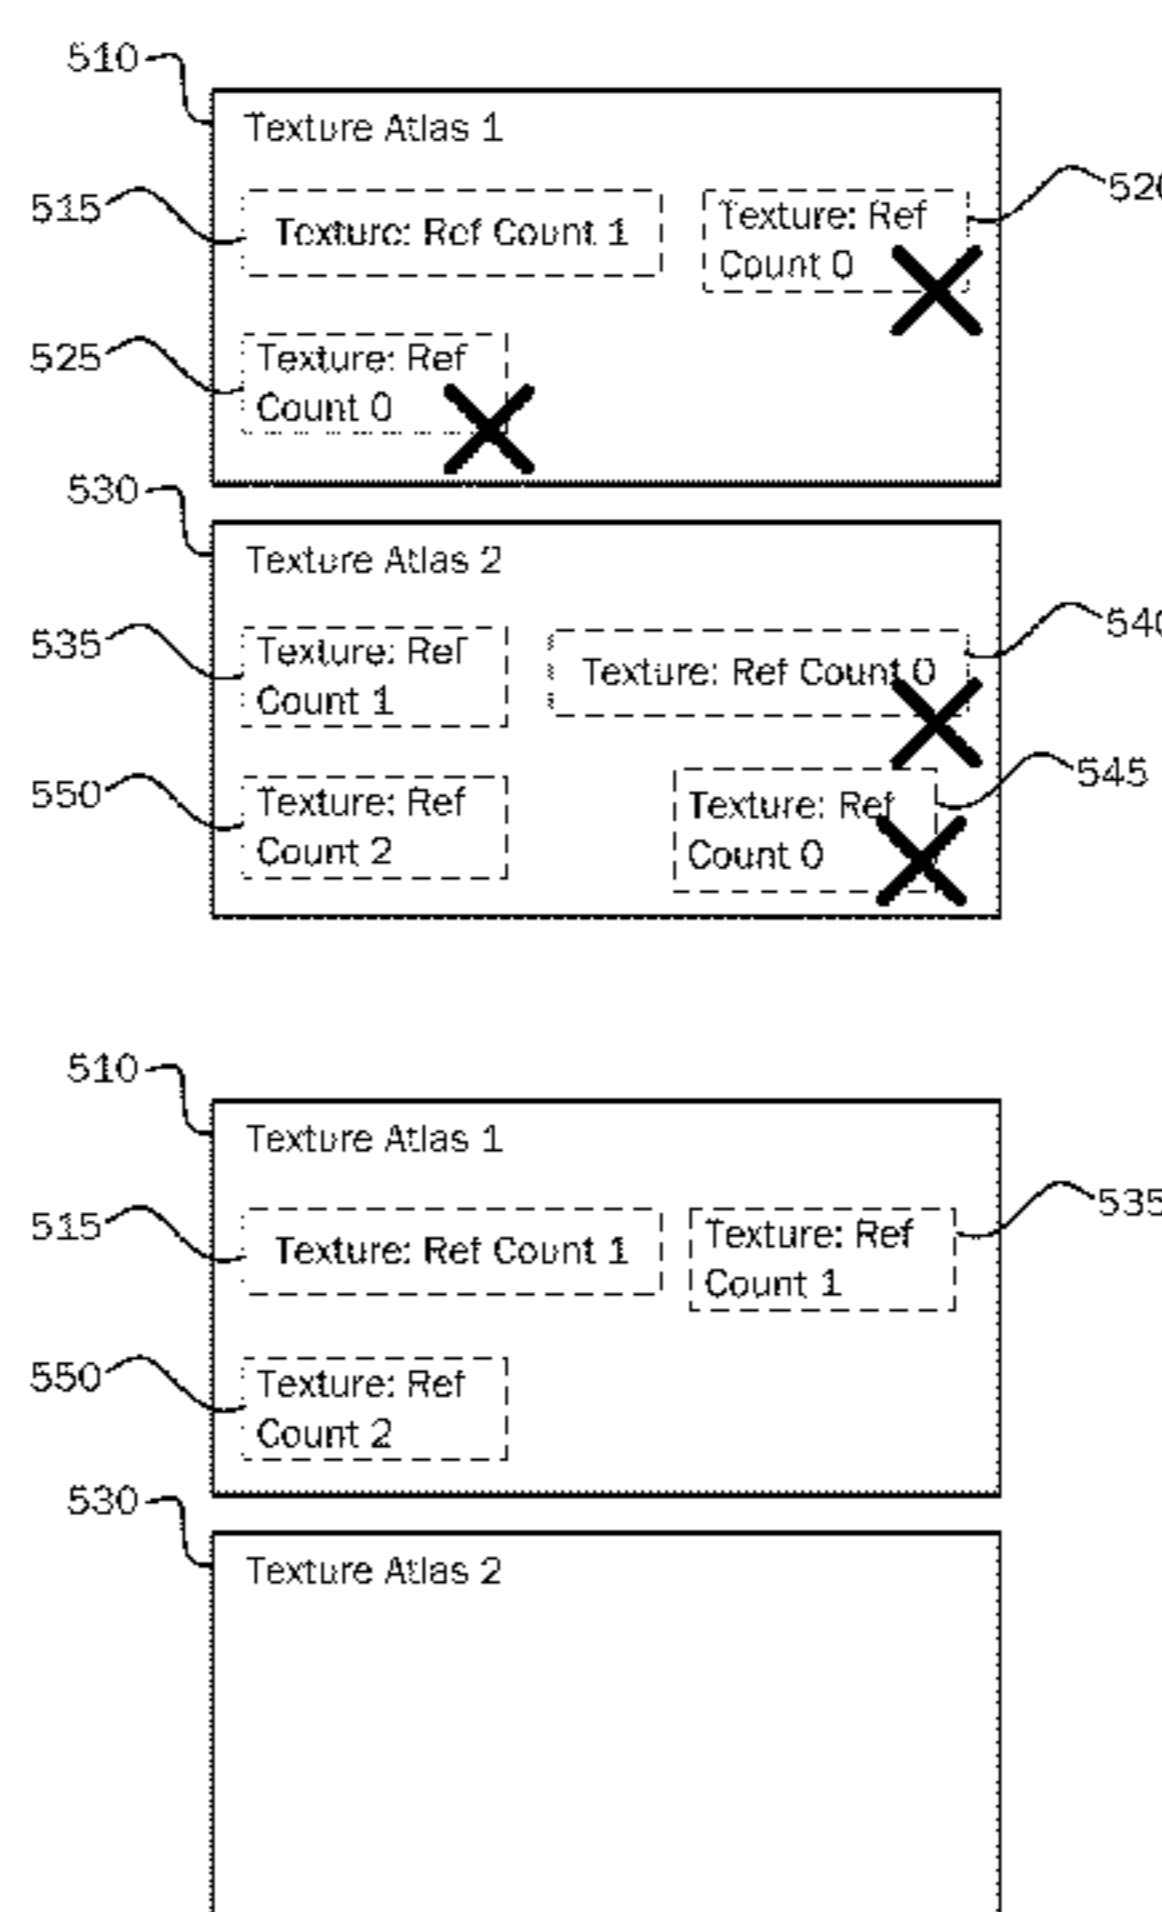 510
Texture Atlas 1
515
Texture: Ref Count 1
Texture: Ref
Count 0
520
525
Texture: Ref
Count 0
530
Texture Atlas 2
535
Texture: Ref
Count 1
Texture: Ref Count 0
540
550
Texture: Ref
Count 2
Texture: Ref
Count 0
545
510
Texture Atlas 1
515
Texture: Ref Count 1
Texture: Ref
Count 1
535
550
Texture: Ref
Count 2
530
Texture Atlas 2